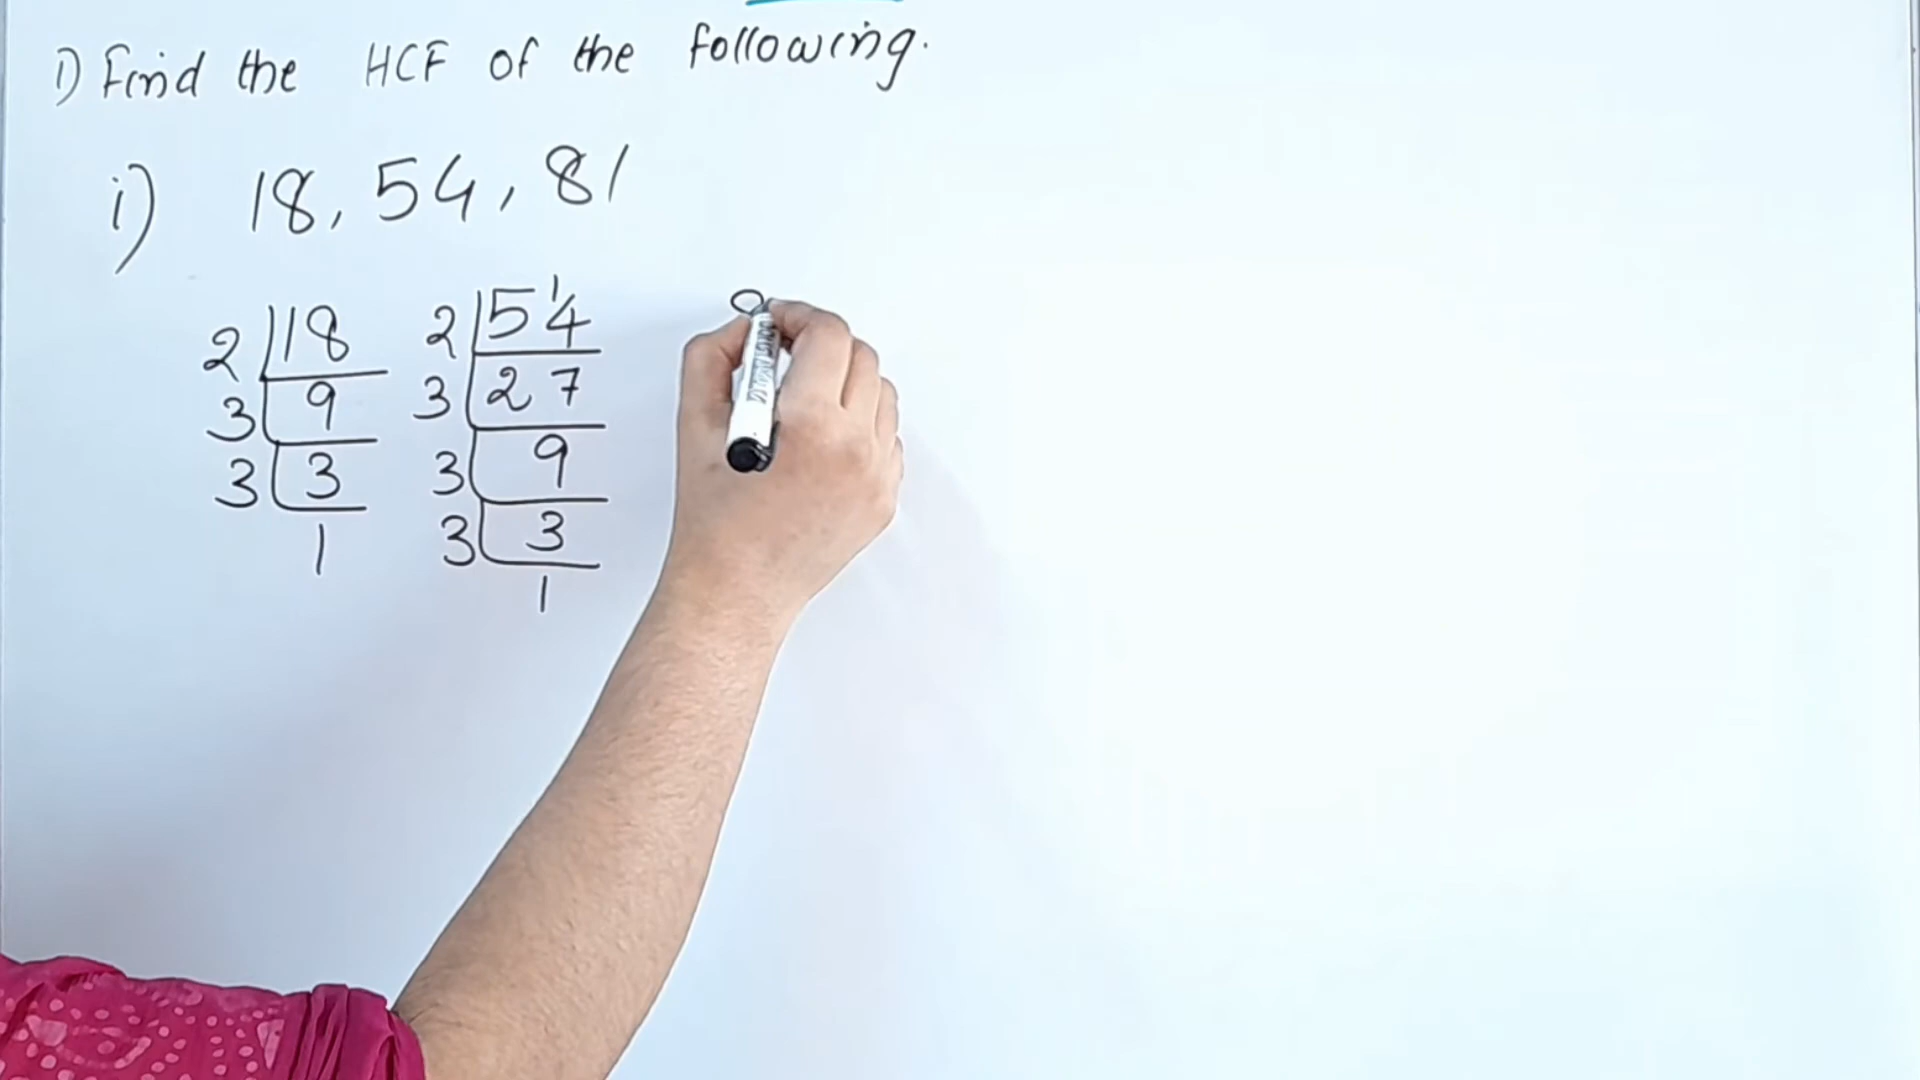 1) Find the HCF of the following.
i) 18, 54, 81
2 18 2 54
3 9 3 27
3 3 3 9
1 3 3
1